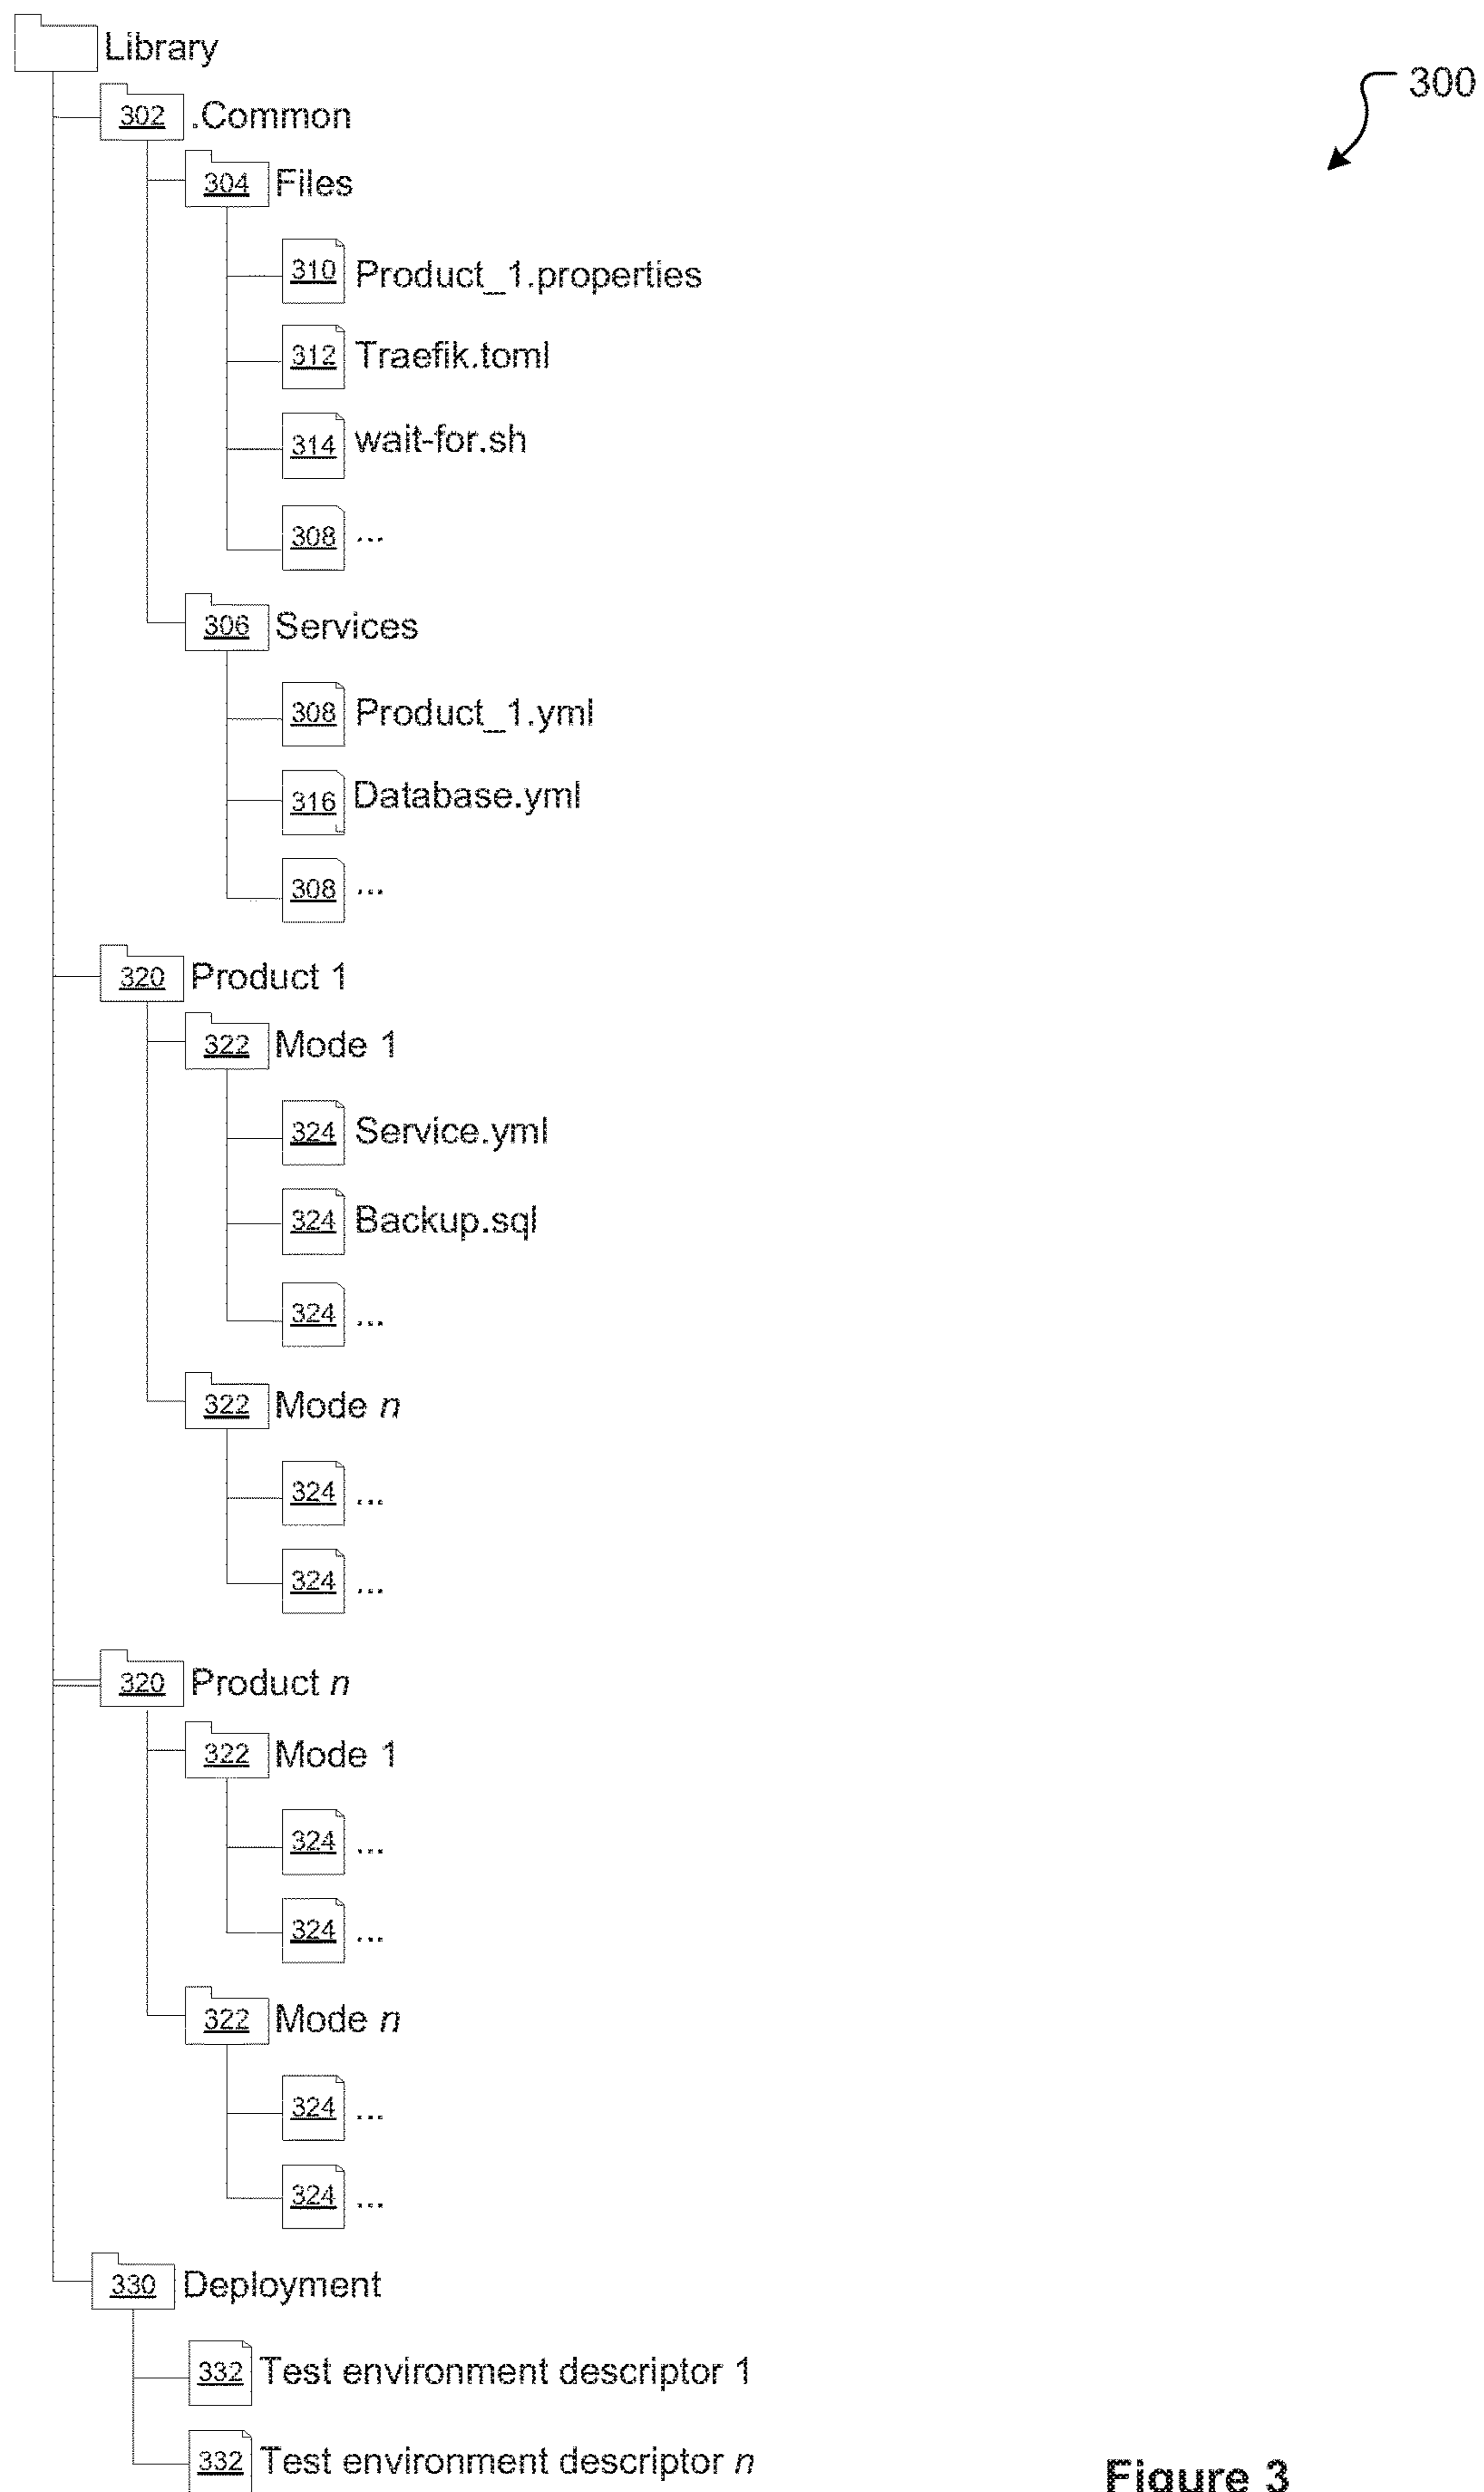 Library
300
302 .Common
304 Files
310 Product_1.properties
312 Traefik.toml
314 wait-for.sh
308 ...
306 Services
308 Product_1.yml
316 Database.yml
308 ...
320 Product 1
322 Mode 1
324 Service.yml
324 Backup.sql
324 ...
322 Mode n
324 ...
324 ...
320 Product n
322 Mode 1
324 ...
324 ...
322 Mode n
324 ...
324 ...
330 Deployment
332 Test environment descriptor 1
332 Test environment descriptor n
Figure 3